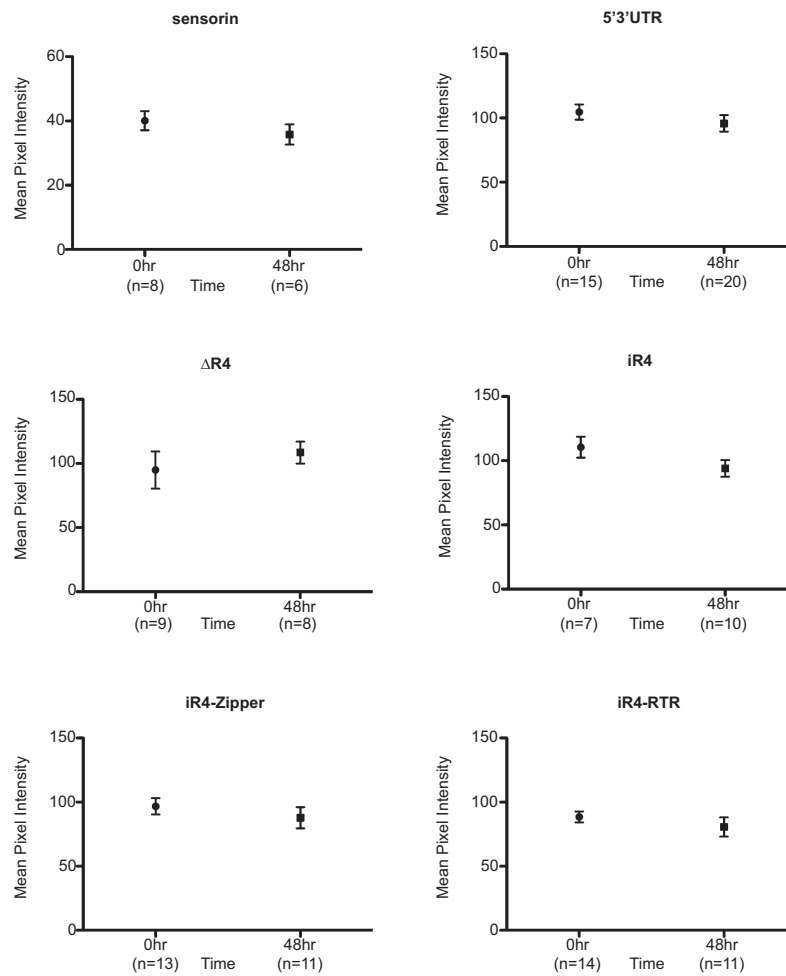 sensorin
Mean Pixel Intensity
60
40
20
0
0hr 48hr
(n=8) Time (n=6)
5'3'UTR
Mean Pixel Intensity
150
100
50
0
0hr 48hr
(n=15) Time (n=20)
ΔR4
Mean Pixel Intensity
150
100
50
0
0hr 48hr
(n=9) Time (n=8)
iR4
Mean Pixel Intensity
150
100
50
0
0hr 48hr
(n=7) Time (n=10)
iR4-Zipper
Mean Pixel Intensity
150
100
50
0
0hr 48hr
(n=13) Time (n=11)
iR4-RTR
Mean Pixel Intensity
150
100
50
0
0hr 48hr
(n=14) Time (n=11)